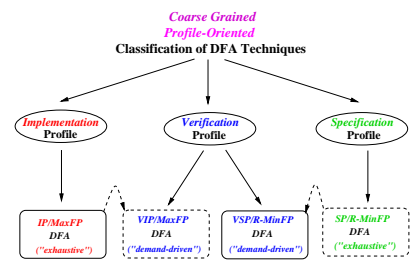 Coarse Grained
Profile-Oriented
Classification of DFA Techniques
Implementation
Profile
Verification
Profile
Specification
Profile
IP/MaxFP
DFA
("exhaustive")
VIP/MaxFP
DFA
("demand-driven")
VSP/R-MinFP
DFA
("demand-driven")
SP/R-MinFP
DFA
("exhaustive")